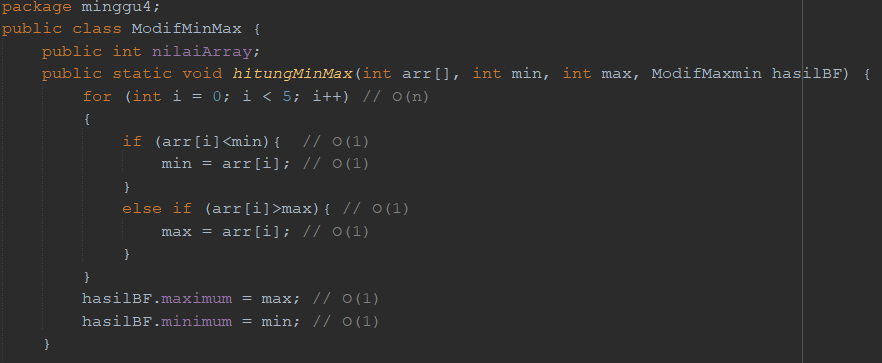 package minggu4;
public class ModifMinMax {
    public int nilaiArray;
    public static void hitungMinMax(int arr[], int min, int max, ModifMaxmin hasilBF) {
        for (int i = 0; i < 5; i++) // O(n)
        {
            if (arr[i]<min){  // O(1)
                min = arr[i]; // O(1)
            }
            else if (arr[i]>max){ // O(1)
                max = arr[i]; // O(1)
            }
        }
        hasilBF.maximum = max; // O(1)
        hasilBF.minimum = min; // O(1)
    }